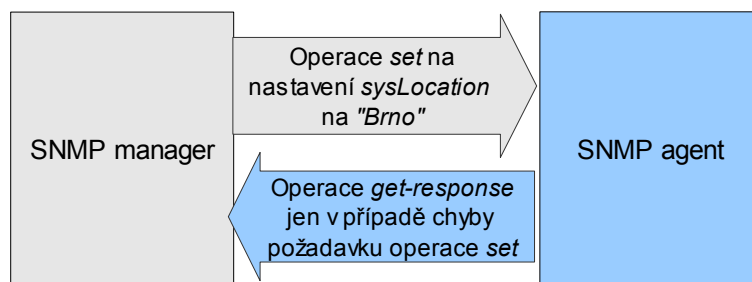 SNMP manager
Operace set na
nastavení sysLocation
na "Brno"
Operace get-response
jen v případě chyby
požadavku operace set
SNMP agent